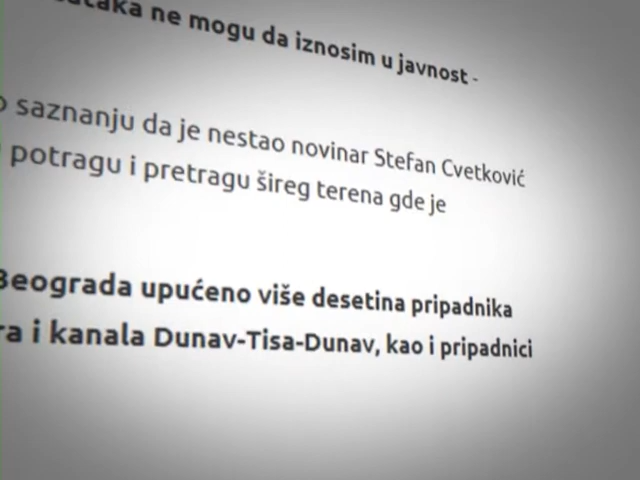 ne mogu da iznosim u javnost -
saznanju da je nestao novinar Stefan Cvetković
potragu i pretragu šireg terena gde je
Beograda upućeno više desetina pripadnika
i kanala Dunav-Tisa-Dunav, kao i pripadnici